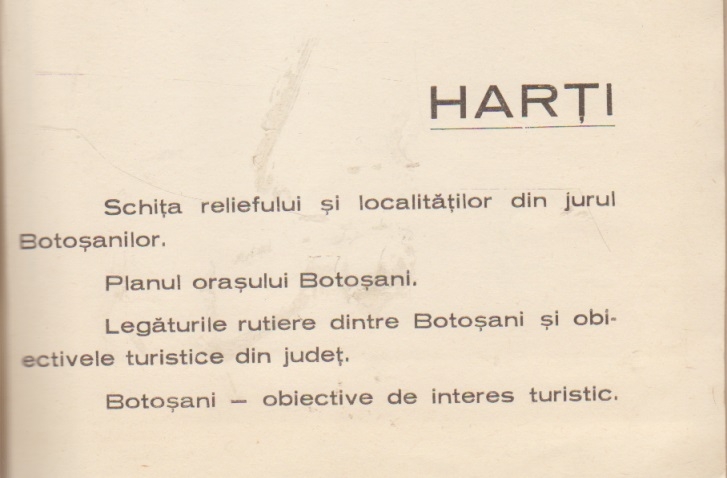 HARȚI
Schița reliefului și localităților din jurul
Botoșanilor.
Planul orașului Botoșani.
Legăturile rutiere dintre Botoșani și obi-
ectivele turistice din județ.
Botoșani — obiective de interes turistic.